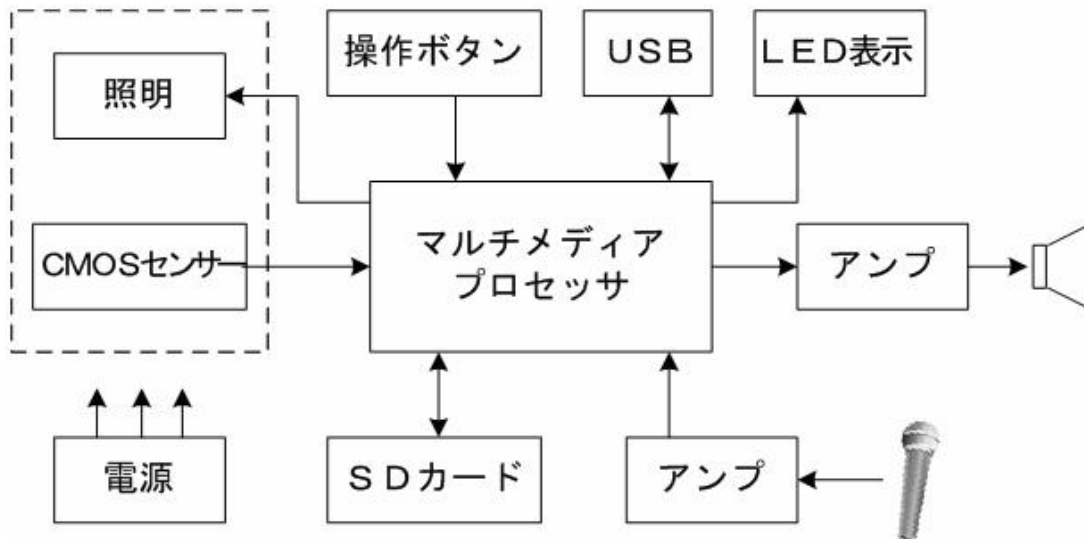 照明
操作ボタン
ＵＳＢ
ＬＥＤ表示
CMOSセンサ
マルチメディア
プロセッサ
アンプ
電源
ＳＤカード
アンプ